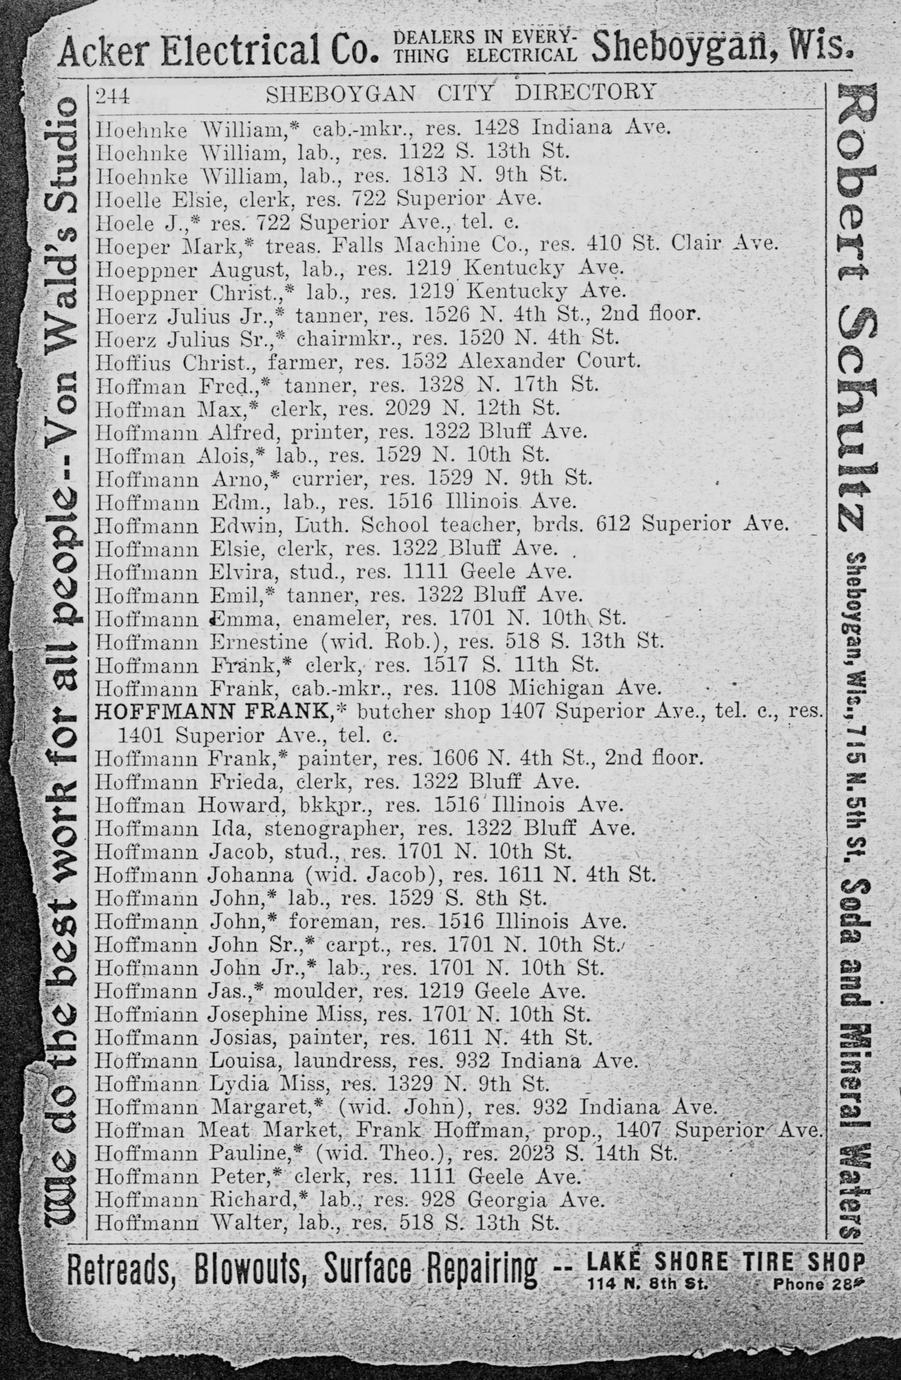 Acker Electrical Co. DEALERS IN EVERY-THING ELECTRICAL Sheboygan, Wis.
244 SHEBOYGAN CITY DIRECTORY
Hoehnke William,* cab.-mkr., res. 1428 Indiana Ave.
Hoehnke William, lab., res. 1122 S. 13th St.
Hoehnke William, lab., res. 1813 N. 9th St.
Hoelle Elsie, clerk, res. 722 Superior Ave.
Hoele J.,* res. 722 Superior Ave., tel. c.
Hoeper Mark,* treas. Falls Machine Co., res. 410 St. Clair Ave.
Hoeppner August, lab., res. 1219 Kentucky Ave.
Hoeppner Christ.,* lab., res. 1219 Kentucky Ave.
Hoerz Julius Jr.,* tanner, res. 1526 N. 4th St., 2nd floor.
Hoerz Julius Sr.,* chairmkr., res. 1520 N. 4th St.
Hoffius Christ., farmer, res. 1532 Alexander Court.
Hoffman Fred.,* tanner, res. 1328 N. 17th St.
Hoffman Max,* clerk, res. 2029 N. 12th St.
Hoffmann Alfred, printer, res. 1322 Bluff Ave.
Hoffman Alois,* lab., res. 1529 N. 10th St.
Hoffmann Arno,* currier, res. 1529 N. 9th St.
Hoffmann Edm., lab., res. 1516 Illinois Ave.
Hoffmann Edwin, Luth. School teacher, brds. 612 Superior Ave.
Hoffmann Elsie, clerk, res. 1322 Bluff Ave.
Hoffmann Elvira, stud., res. 1111 Geele Ave.
Hoffmann Emil,* tanner, res. 1322 Bluff Ave.
Hoffmann Emma, enameler, res. 1701 N. 10th St.
Hoffmann Ernestine (wid. Rob.), res. 518 S. 13th St.
Hoffmann Frank,* clerk, res. 1517 S. 11th St.
Hoffmann Frank, cab.-mkr., res. 1108 Michigan Ave.
HOFFMANN FRANK,* butcher shop 1407 Superior Ave., tel. c., res.
1401 Superior Ave., tel. c.
Hoffmann Frank,* painter, res. 1606 N. 4th St., 2nd floor.
Hoffmann Frieda, clerk, res. 1322 Bluff Ave.
Hoffman Howard, bkkpr., res. 1516 Illinois Ave.
Hoffmann Ida, stenographer, res. 1322 Bluff Ave.
Hoffmann Jacob, stud., res. 1701 N. 10th St.
Hoffmann Johanna (wid. Jacob), res. 1611 N. 4th St.
Hoffmann John,* lab., res. 1529 S. 8th St.
Hoffmann John,* foreman, res. 1516 Illinois Ave.
Hoffmann John Sr.,* carpt., res. 1701 N. 10th St.
Hoffmann John Jr.,* lab., res. 1701 N. 10th St.
Hoffmann Jas.,* moulder, res. 1219 Geele Ave.
Hoffmann Josephine Miss, res. 1701 N. 10th St.
Hoffmann Josias, painter, res. 1611 N. 4th St.
Hoffmann Louisa, laundress, res. 932 Indiana Ave.
Hoffmann Lydia Miss, res. 1329 N. 9th St.
Hoffmann Margaret,* (wid. John), res. 932 Indiana Ave.
Hoffman Meat Market, Frank Hoffman, prop., 1407 Superior Ave.
Hoffmann Pauline,* (wid. Theo.), res. 2023 S. 14th St.
Hoffmann Peter,* clerk, res. 1111 Geele Ave.
Hoffmann Richard,* lab., res. 928 Georgia Ave.
Hoffmann Walter, lab., res. 518 S. 13th St.
We do the best work for all people--Von Wald's Studio
Robert Schultz Sheboygan, Wis., 715 N. 5th St. Soda and Mineral Waters
Retreads, Blowouts, Surface Repairing -- LAKE SHORE TIRE SHOP
114 N. 8th St. Phone